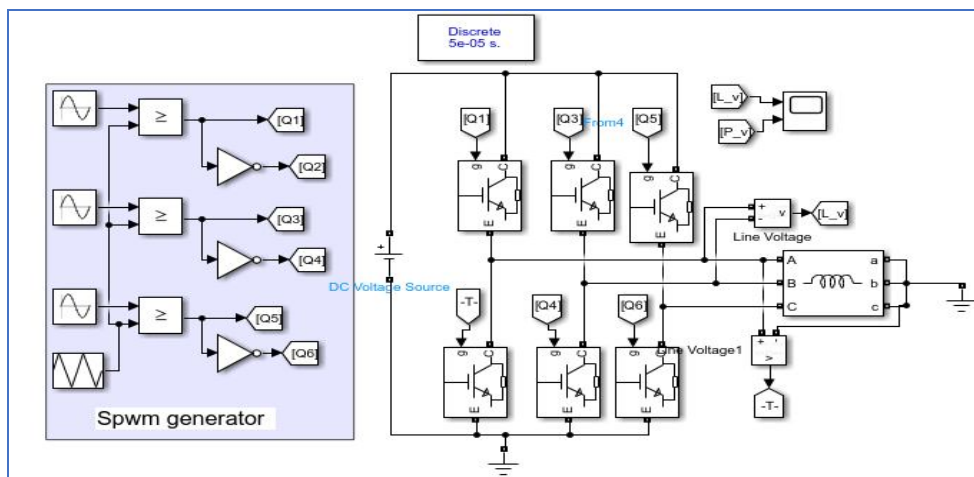 Discrete
5e-05 s.
≥
[Q1]
[Q2]
≥
[Q3]
[Q4]
≥
[Q5]
[Q6]
Spwm generator
+
DC Voltage Source
[Q1]
[Q3]
From4
[Q5]
g C
E
g C
E
g C
E
-T-
[Q4]
[Q6]
g C
E
g C
E
g C
E
[L_v]
[P_v]
+
-
v
[L_v]
Line Voltage
A a
B b
C c
Line Voltage1
+ -
v
-T-